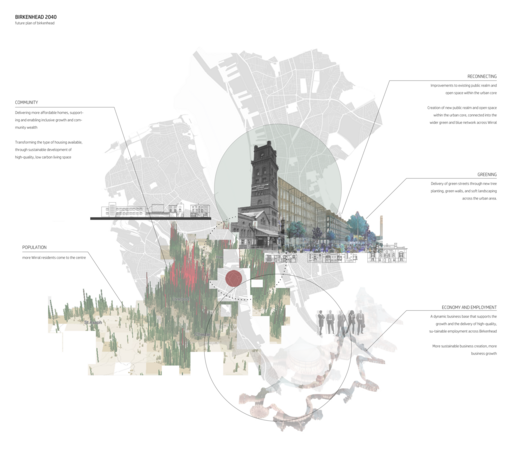 BIRKENHEAD 2040
future plan of birkenhead
RECONNECTING
Improvements to existing public realm and
open space within the urban core.
Creation of new public realm and open space
within the urban core, connected into the
wider green and blue network across Wirral
COMMUNITY
Delivering more affordable homes, support-
ing and enabling inclusive growth and com-
munity wealth
Transforming the type of housing available
through sustainable development of
high quality, low carbon living space
GREENING
Delivery of green streets through new tree
planting, green walls, and soft landscaping
across the urban area.
POPULATION
more Wirral residents come to the centre
ECONOMY AND EMPLOYMENT
A dynamic business base that supports the
growth and the delivery of high quality,
sustainable employment across Birkenhead
More sustainable business creation, more
business growth